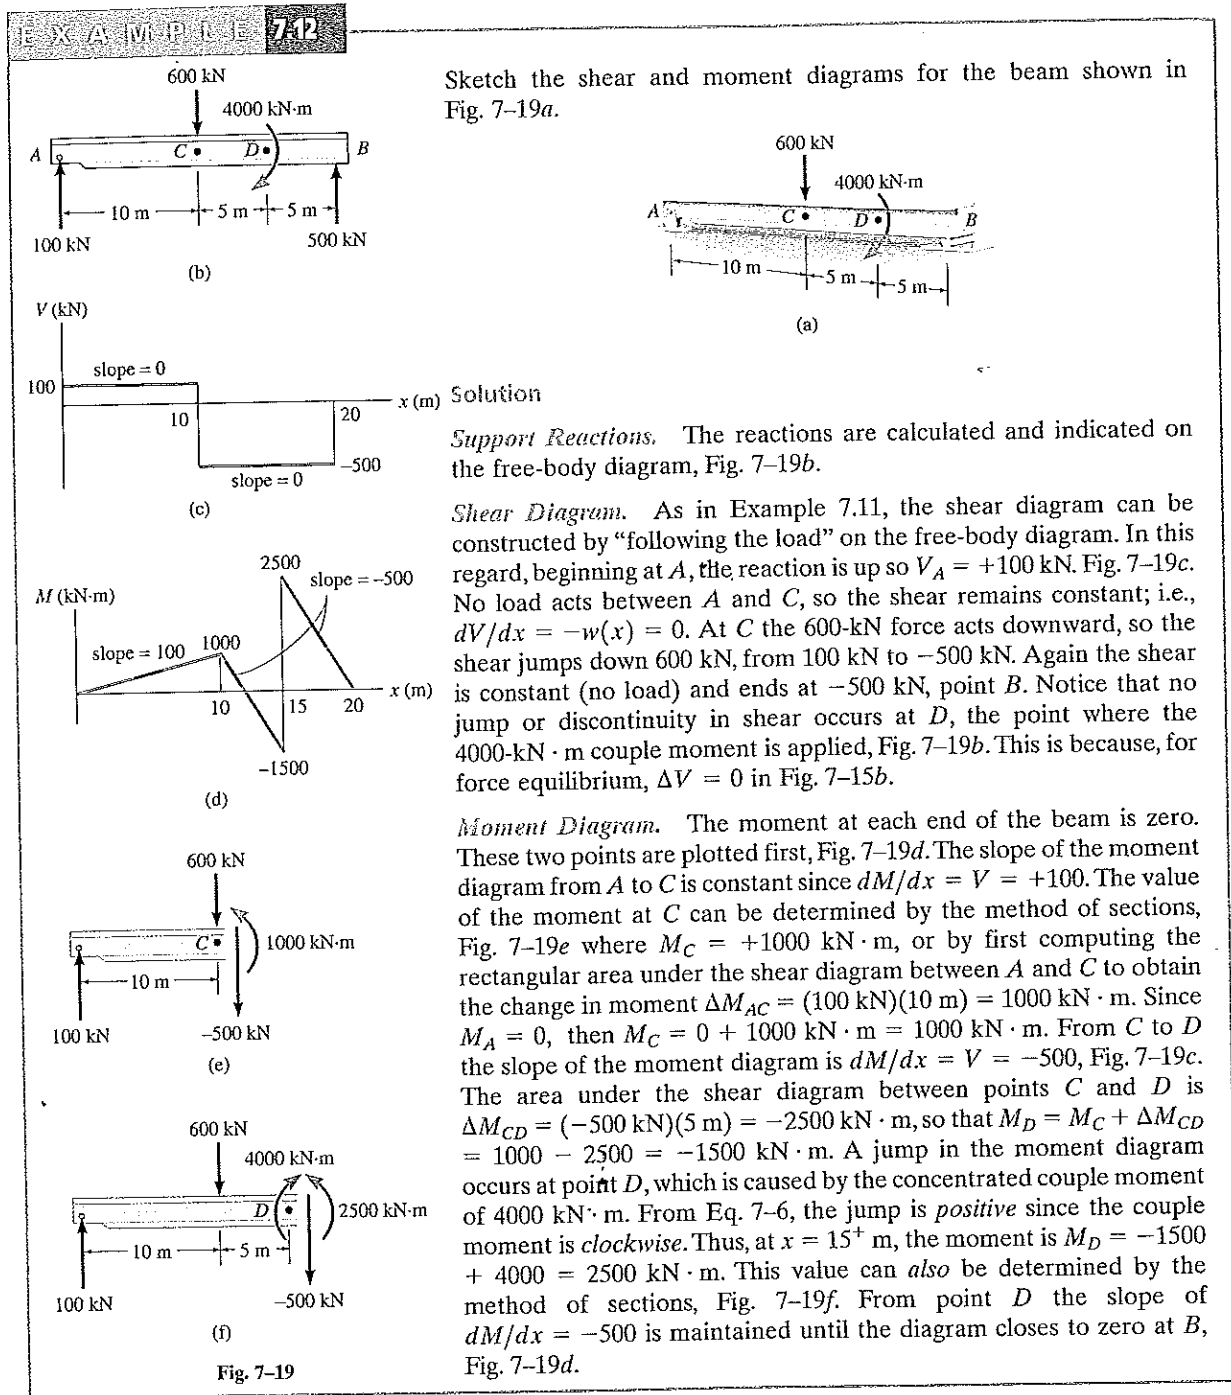 EXAMPLE 7.12
600 kN
4000 kN·m
A
C
D
B
10 m
5 m
5 m
100 kN
500 kN
(b)
Sketch the shear and moment diagrams for the beam shown in
Fig. 7–19a.
600 kN
4000 kN·m
A
C
D
B
10 m
5 m
5 m
(a)
V (kN)
slope = 0
100
10
20
x (m)
–500
slope = 0
(c)
2500
slope = –500
M (kN·m)
slope = 100
1000
10
15
20
x (m)
–1500
(d)
600 kN
C
1000 kN·m
10 m
100 kN
–500 kN
(e)
600 kN
4000 kN·m
D
2500 kN·m
10 m
5 m
100 kN
–500 kN
(f)
Fig. 7–19
Solution
Support Reactions. The reactions are calculated and indicated on
the free-body diagram, Fig. 7–19b.
Shear Diagram. As in Example 7.11, the shear diagram can be
constructed by “following the load” on the free-body diagram. In this
regard, beginning at A, the reaction is up so V_A = +100 kN. Fig. 7–19c.
No load acts between A and C, so the shear remains constant; i.e.,
dV/dx = −w(x) = 0. At C the 600-kN force acts downward, so the
shear jumps down 600 kN, from 100 kN to −500 kN. Again the shear
is constant (no load) and ends at −500 kN, point B. Notice that no
jump or discontinuity in shear occurs at D, the point where the
4000-kN · m couple moment is applied, Fig. 7–19b. This is because, for
force equilibrium, ΔV = 0 in Fig. 7–15b.
Moment Diagram. The moment at each end of the beam is zero.
These two points are plotted first, Fig. 7–19d. The slope of the moment
diagram from A to C is constant since dM/dx = V = +100. The value
of the moment at C can be determined by the method of sections,
Fig. 7–19e where M_C = +1000 kN · m, or by first computing the
rectangular area under the shear diagram between A and C to obtain
the change in moment ΔM_AC = (100 kN)(10 m) = 1000 kN · m. Since
M_A = 0, then M_C = 0 + 1000 kN · m = 1000 kN · m. From C to D
the slope of the moment diagram is dM/dx = V = −500, Fig. 7–19c.
The area under the shear diagram between points C and D is
ΔM_CD = (−500 kN)(5 m) = −2500 kN · m, so that M_D = M_C + ΔM_CD
= 1000 − 2500 = −1500 kN · m. A jump in the moment diagram
occurs at point D, which is caused by the concentrated couple moment
of 4000 kN · m. From Eq. 7–6, the jump is positive since the couple
moment is clockwise. Thus, at x = 15⁺ m, the moment is M_D = −1500
+ 4000 = 2500 kN · m. This value can also be determined by the
method of sections, Fig. 7–19f. From point D the slope of
dM/dx = −500 is maintained until the diagram closes to zero at B,
Fig. 7–19d.